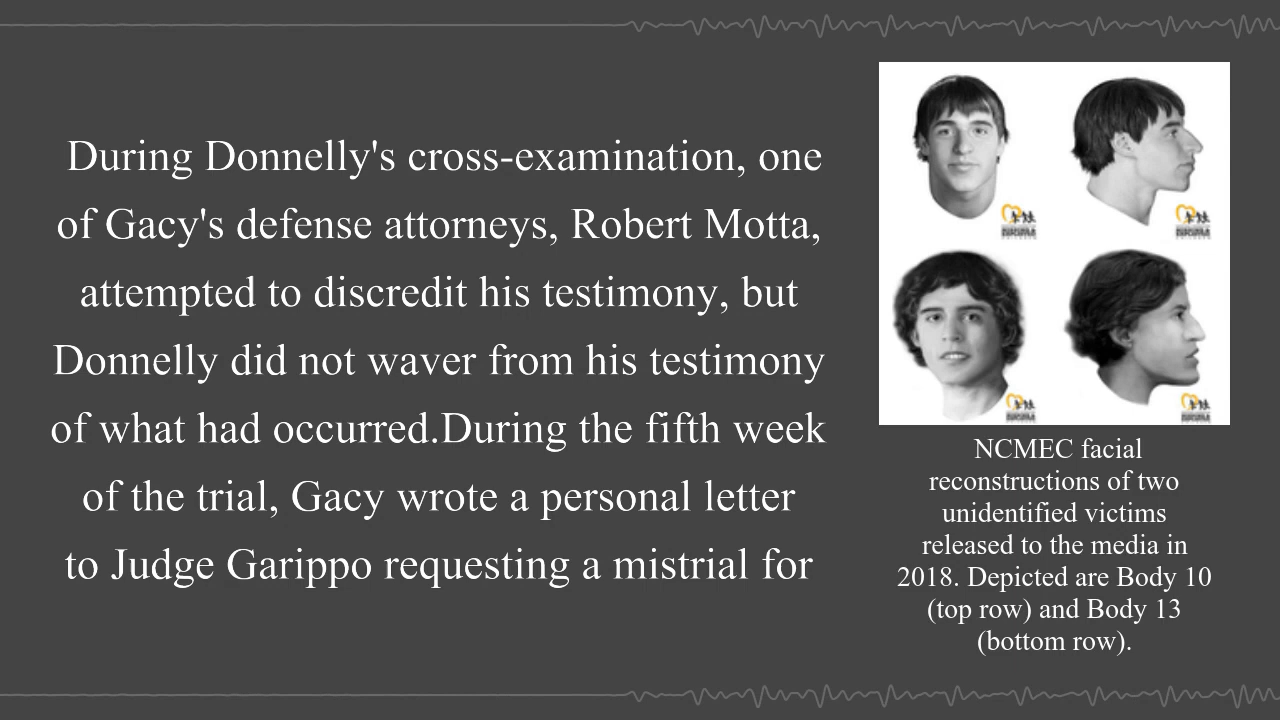 During Donnelly's cross-examination, one
of Gacy's defense attorneys, Robert Motta,
attempted to discredit his testimony, but
Donnelly did not waver from his testimony
of what had occurred.During the fifth week
of the trial, Gacy wrote a personal letter
to Judge Garippo requesting a mistrial for
NCMEC facial
reconstructions of two
unidentified victims
released to the media in
2018. Depicted are Body 10
(top row) and Body 13
(bottom row).